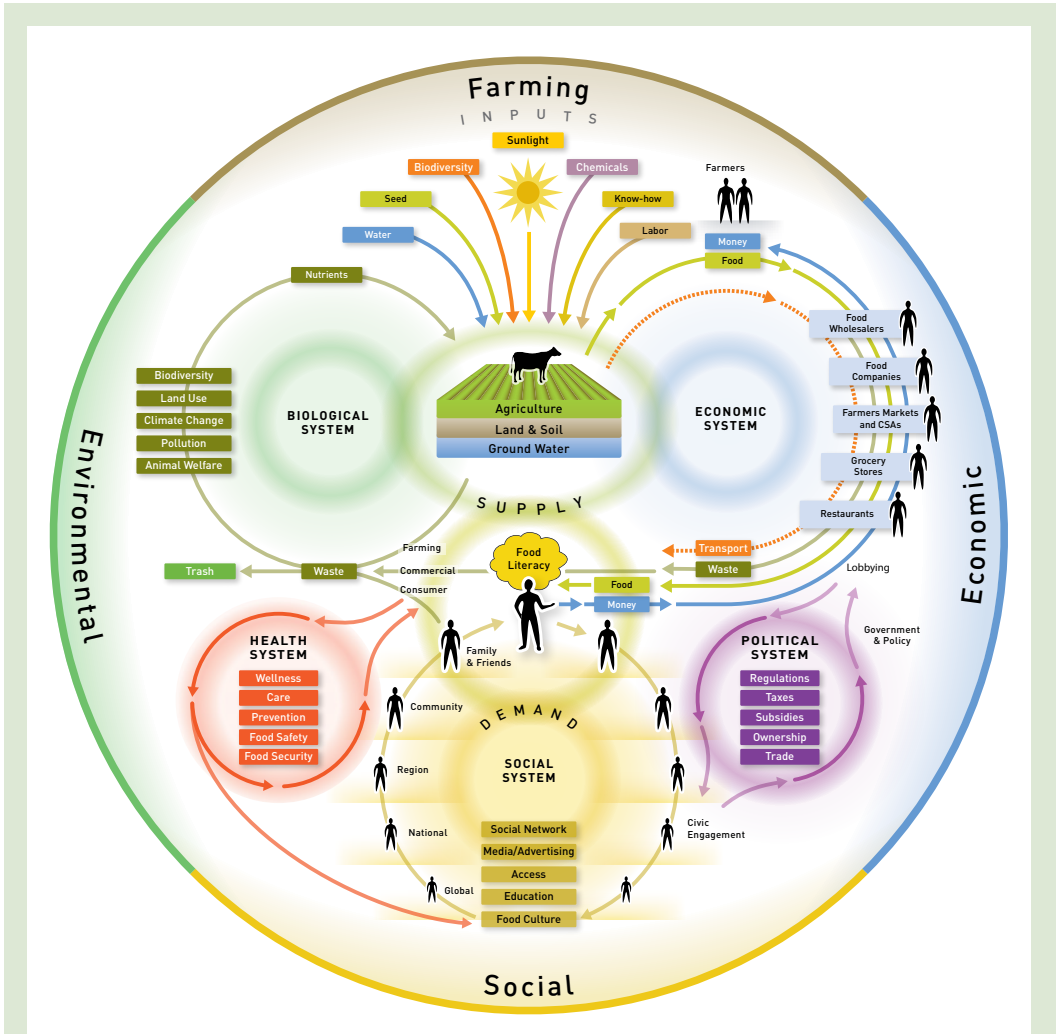 Farming
INPUTS
Sunlight
Biodiversity
Chemicals
Farmers
Seed
Know-how
Water
Labor
Money
Food
Nutrients
Food
Wholesalers
Food
Companies
Farmers Markets
and CSAs
Grocery
Stores
Restaurants
Biodiversity
Land Use
Climate Change
Pollution
Animal Welfare
BIOLOGICAL
SYSTEM
Agriculture
Land & Soil
Ground Water
ECONOMIC
SYSTEM
Environmental
Economic
SUPPLY
Farming
Commercial
Consumer
Trash
Waste
Food
Literacy
Transport
Waste
Food
Money
Lobbying
Government
& Policy
HEALTH
SYSTEM
Wellness
Care
Prevention
Food Safety
Food Security
Family
& Friends
Community
Region
National
Global
POLITICAL
SYSTEM
Regulations
Taxes
Subsidies
Ownership
Trade
Civic
Engagement
DEMAND
SOCIAL
SYSTEM
Social Network
Media/Advertising
Access
Education
Food Culture
Social